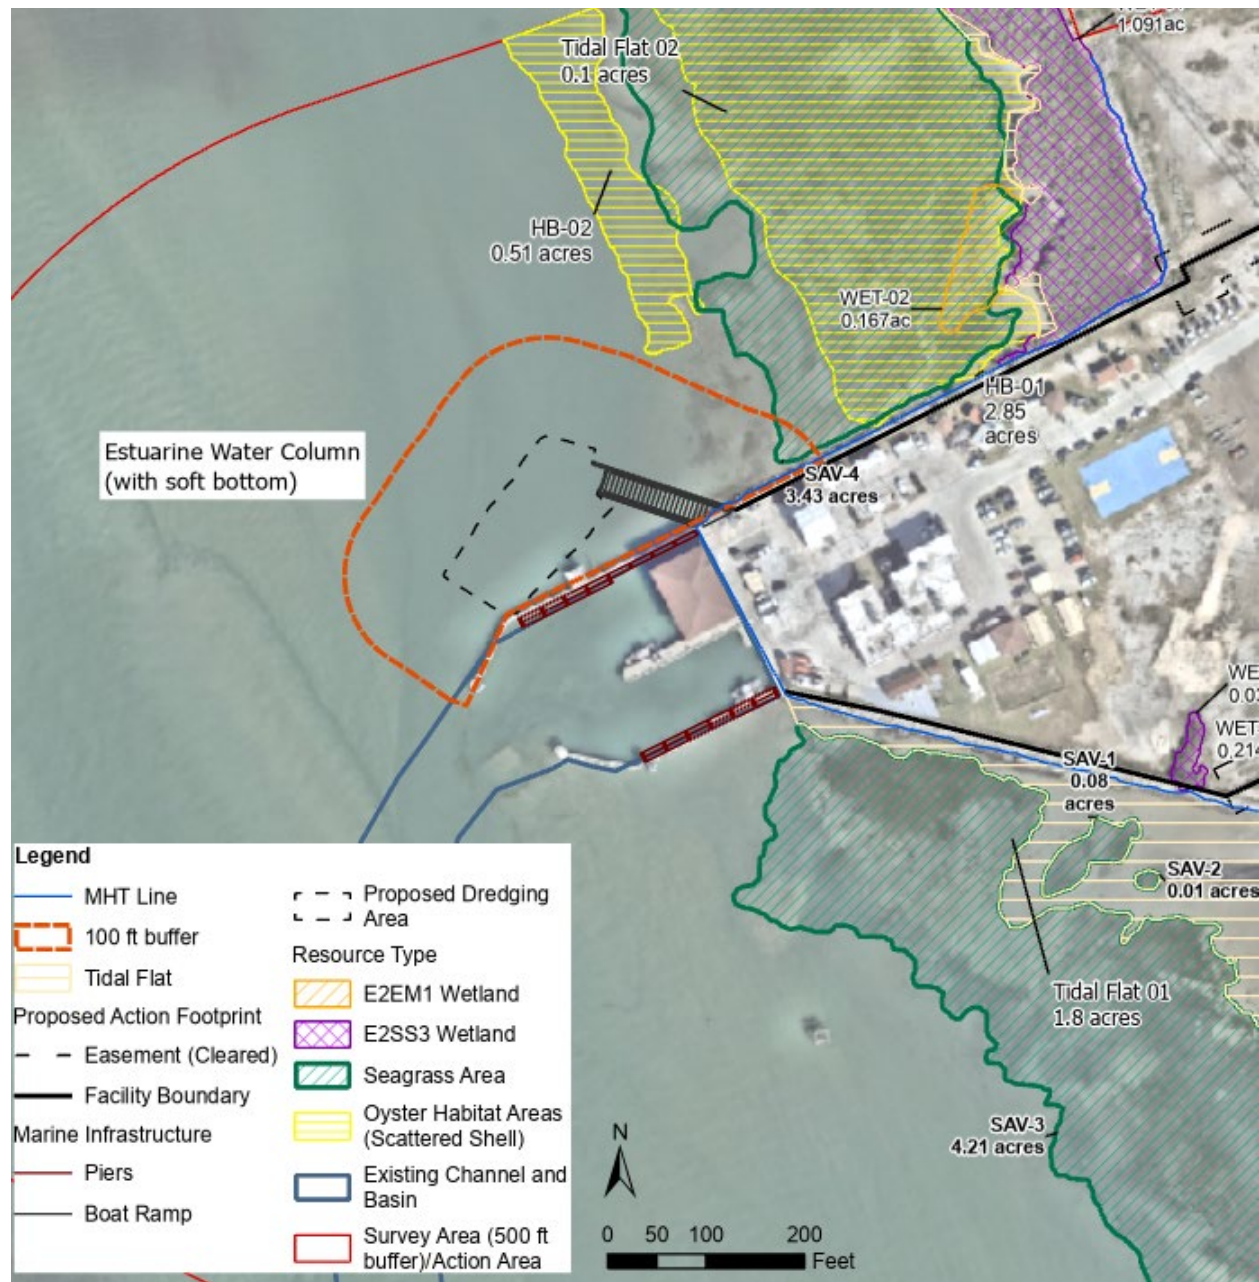 1.091ac
Tidal Flat 02
0.1 acres
HB-02
0.51 acres
WET-02
0.167ac
HB-01
2.85
acres
Estuarine Water Column
(with soft bottom)
SAV-4
3.43 acres
SAV-1
0.08
acres
SAV-2
0.01 acres
Tidal Flat 01
1.8 acres
SAV-3
4.21 acres
Legend
MHT Line
100 ft buffer
Tidal Flat
Proposed Action Footprint
Easement (Cleared)
Facility Boundary
Marine Infrastructure
Piers
Boat Ramp
Proposed Dredging
Area
Resource Type
E2EM1 Wetland
E2SS3 Wetland
Seagrass Area
Oyster Habitat Areas
(Scattered Shell)
Existing Channel and
Basin
Survey Area (500 ft
buffer)/Action Area
N
0 50 100 200
Feet